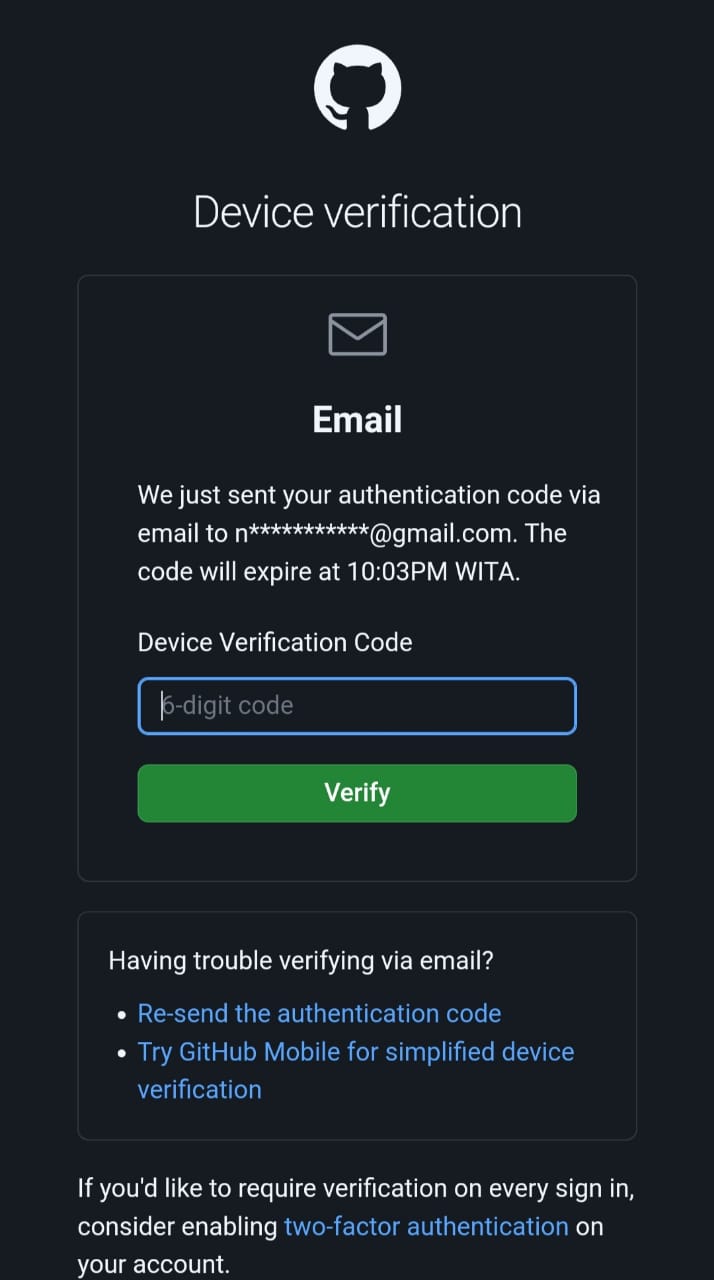 Device verification
Email
We just sent your authentication code via
email to n***********@gmail.com. The
code will expire at 10:03PM WITA.
Device Verification Code
6-digit code
Verify
Having trouble verifying via email?
• Re-send the authentication code
• Try GitHub Mobile for simplified device
verification
If you'd like to require verification on every sign in,
consider enabling two-factor authentication on
your account.